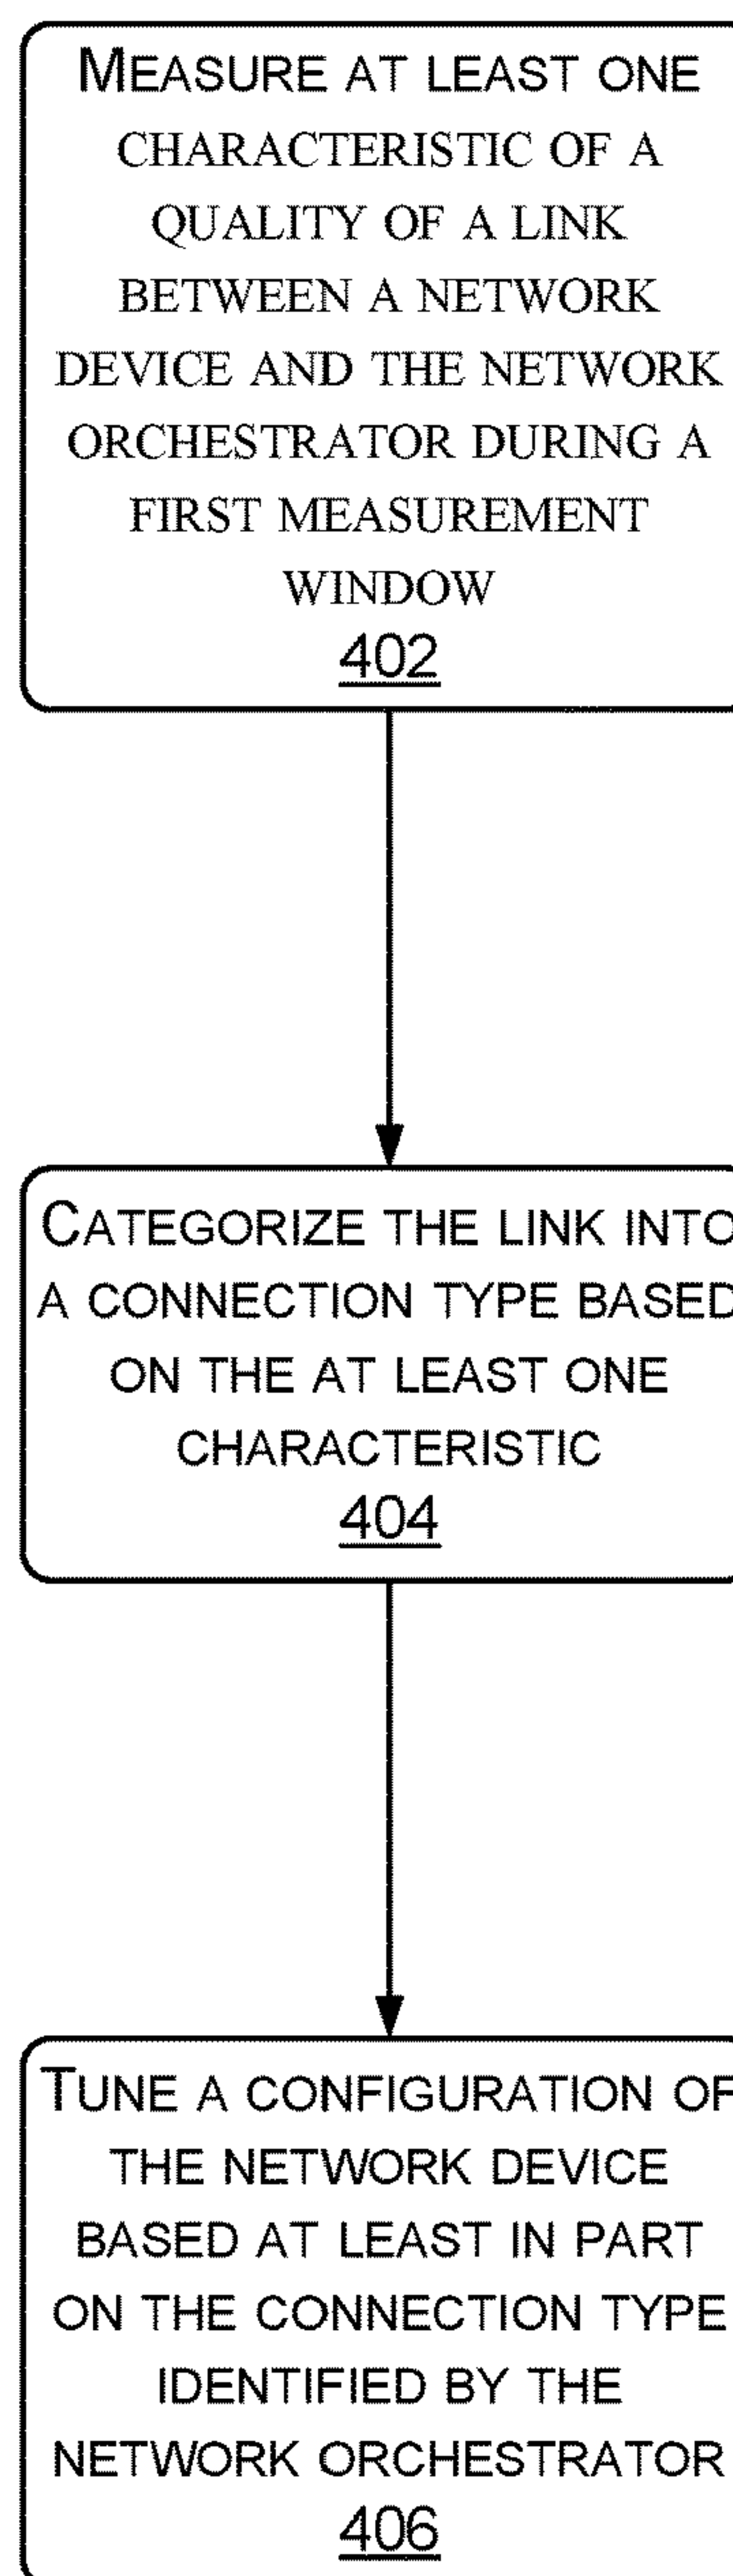 MEASURE AT LEAST ONE
CHARACTERISTIC OF A
QUALITY OF A LINK
BETWEEN A NETWORK
DEVICE AND THE NETWORK
ORCHESTRATOR DURING A
FIRST MEASUREMENT
WINDOW
402
CATEGORIZE THE LINK INTO
A CONNECTION TYPE BASED
ON THE AT LEAST ONE
CHARACTERISTIC
404
TUNE A CONFIGURATION OF
THE NETWORK DEVICE
BASED AT LEAST IN PART
ON THE CONNECTION TYPE
IDENTIFIED BY THE
NETWORK ORCHESTRATOR
406